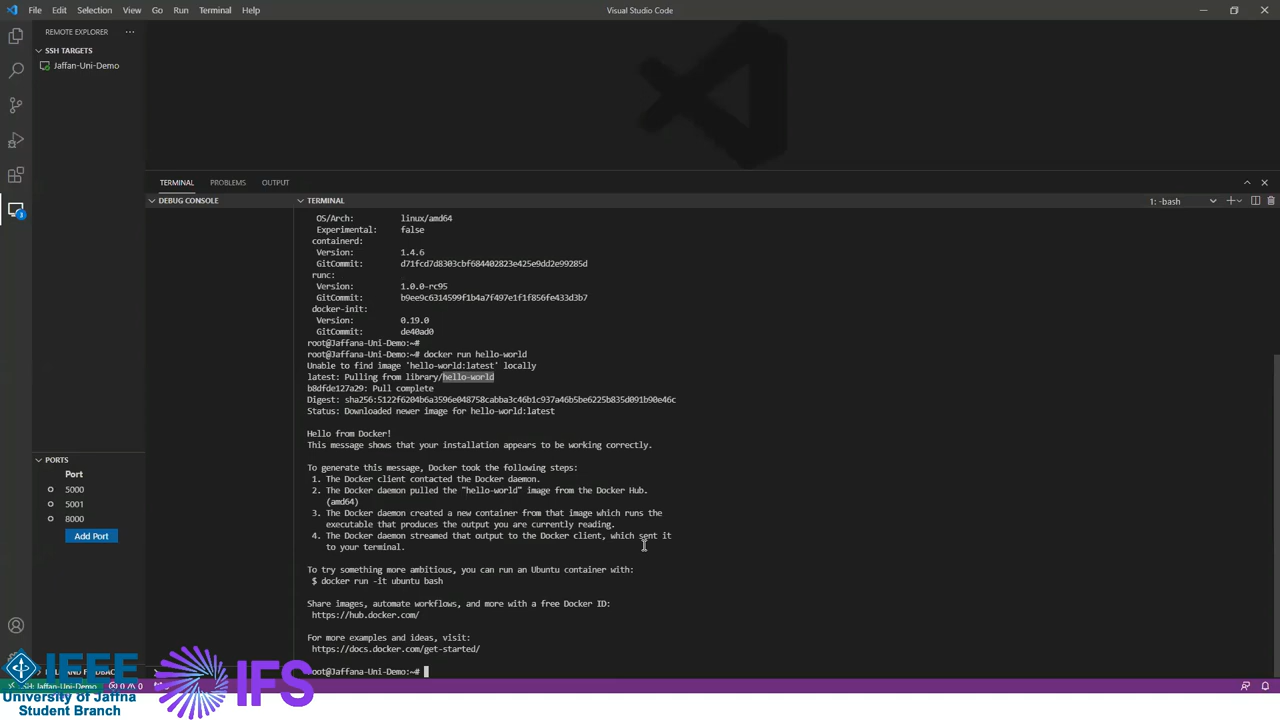 File Edit Selection View Go Run Terminal Help
Visual Studio Code
REMOTE EXPLORER
SSH TARGETS
Jaffan-Uni-Demo
TERMINAL PROBLEMS OUTPUT
DEBUG CONSOLE
TERMINAL
1: -bash
OS/Arch: linux/amd64
Experimental: false
containerd:
Version: 1.4.6
GitCommit: d71fcd7d8303cbf684402823e425e9dd2e99285d
runc:
Version: 1.0.0-rc95
GitCommit: b9ee9c6314599f1b4a7f497e1f1f856fe433d3b7
docker-init:
Version: 0.19.0
GitCommit: de40ad0
root@Jaffana-Uni-Demo:~#
root@Jaffana-Uni-Demo:~# docker run hello-world
Unable to find image 'hello-world:latest' locally
latest: Pulling from library/hello-world
b8dfde127a29: Pull complete
Digest: sha256:5122f6204b6a3596e048758cabba3c46b1c937a46b5be6225b835d091b90e46c
Status: Downloaded newer image for hello-world:latest
Hello from Docker!
This message shows that your installation appears to be working correctly.
To generate this message, Docker took the following steps:
1. The Docker client contacted the Docker daemon.
2. The Docker daemon pulled the "hello-world" image from the Docker Hub.
(amd64)
3. The Docker daemon created a new container from that image which runs the
executable that produces the output you are currently reading.
4. The Docker daemon streamed that output to the Docker client, which sent it
to your terminal.
To try something more ambitious, you can run an Ubuntu container with:
$ docker run -it ubuntu bash
Share images, automate workflows, and more with a free Docker ID:
https://hub.docker.com/
For more examples and ideas, visit:
https://docs.docker.com/get-started/
root@Jaffana-Uni-Demo:~#
PORTS
Port
5000
5001
8000
Add Port
3
SSH: Jaffan-Uni-Demo 0 0
IEEE
University of Jaffna
Student Branch
IFS